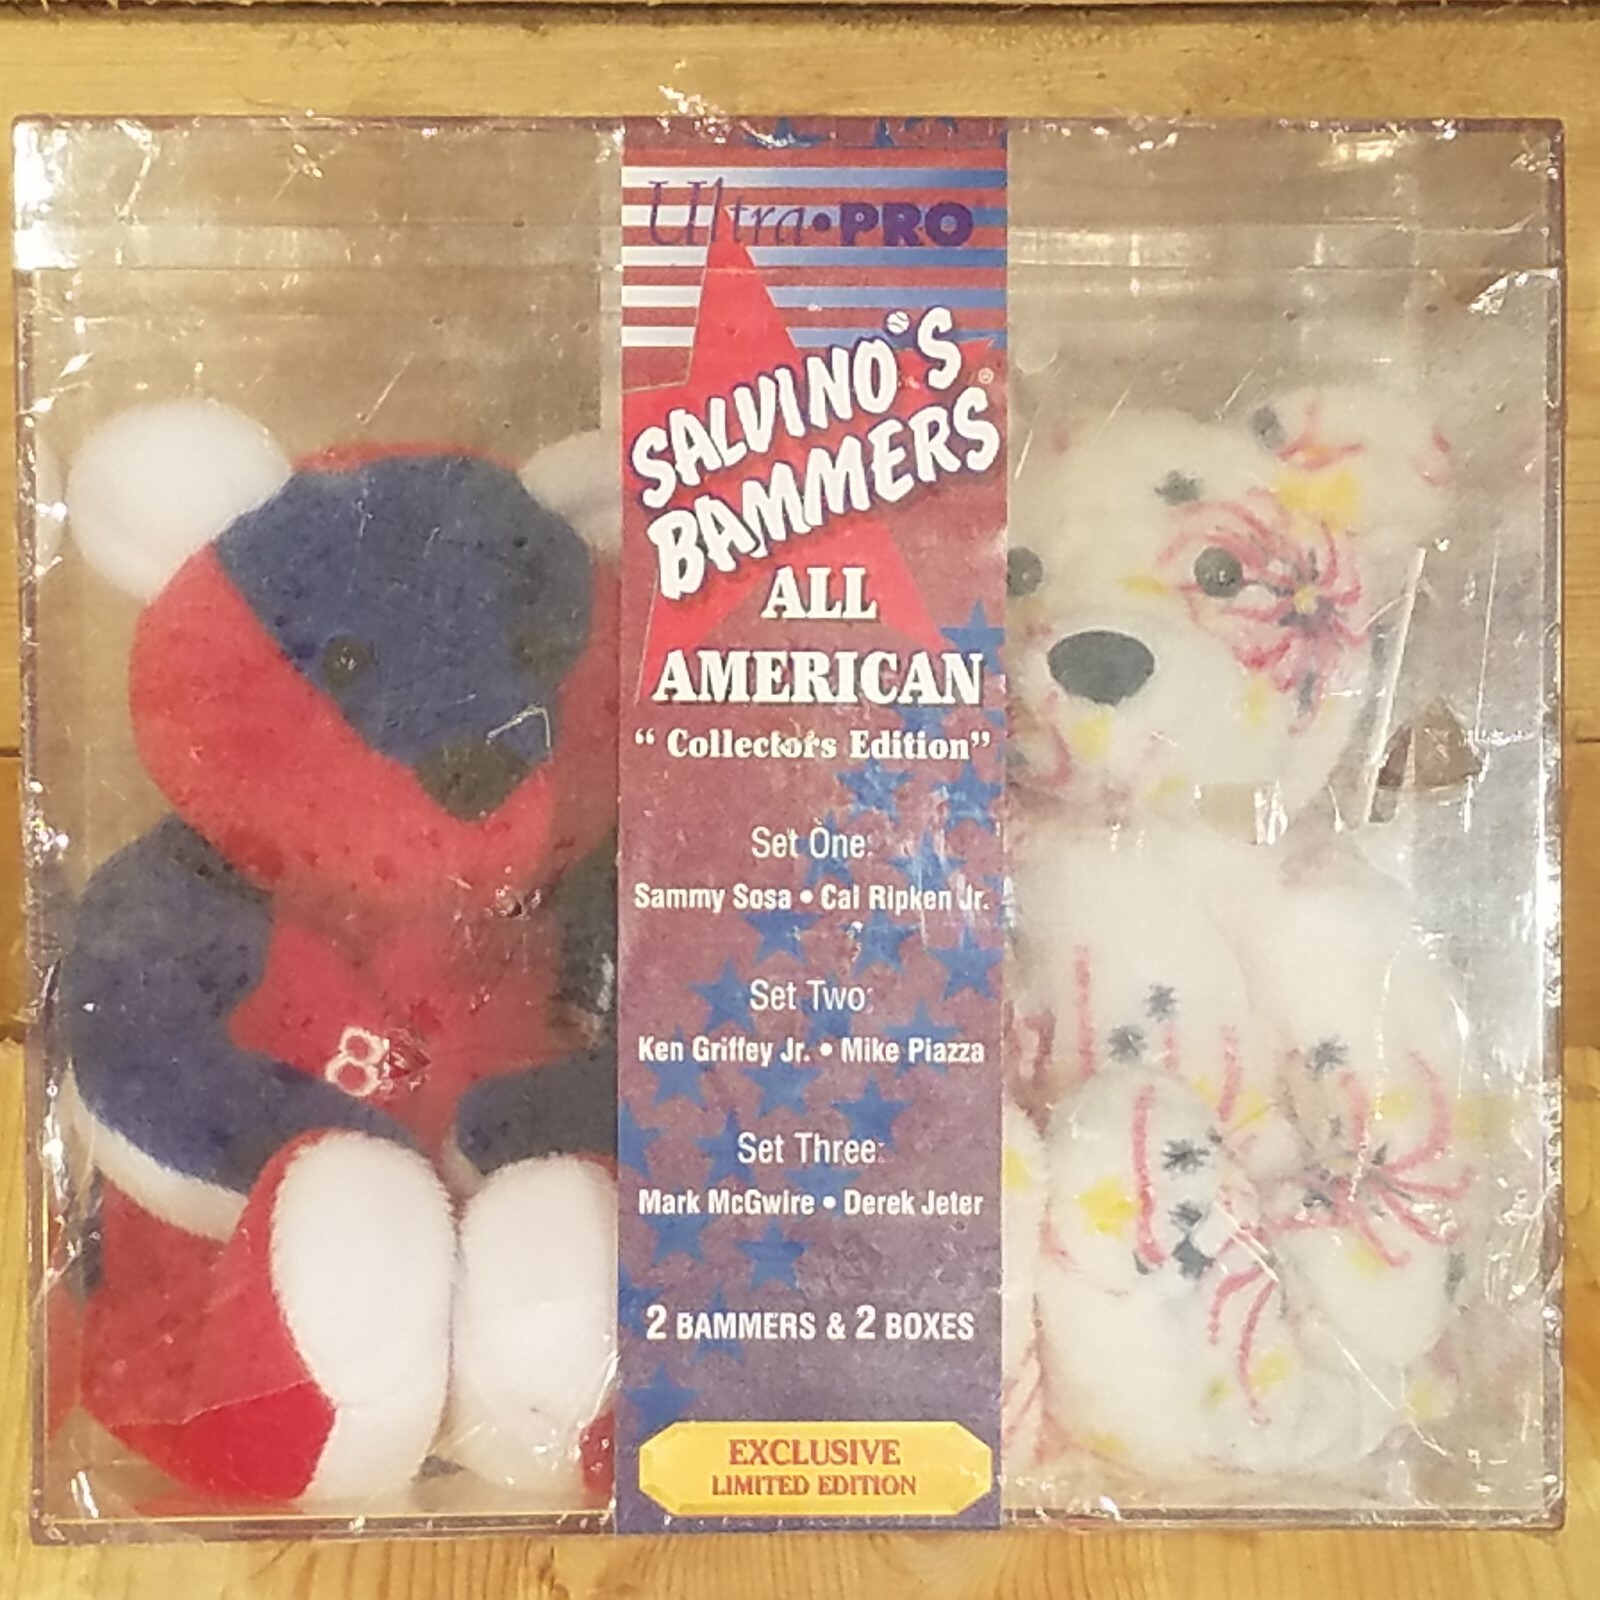 Ultra•PRO
SALVINO'S
BAMMERS®
ALL
AMERICAN
“ Collectors Edition”
Set One:
Sammy Sosa • Cal Ripken Jr.
Set Two:
Ken Griffey Jr. • Mike Piazza
Set Three:
Mark McGwire • Derek Jeter
2 BAMMERS & 2 BOXES
EXCLUSIVE
LIMITED EDITION
8